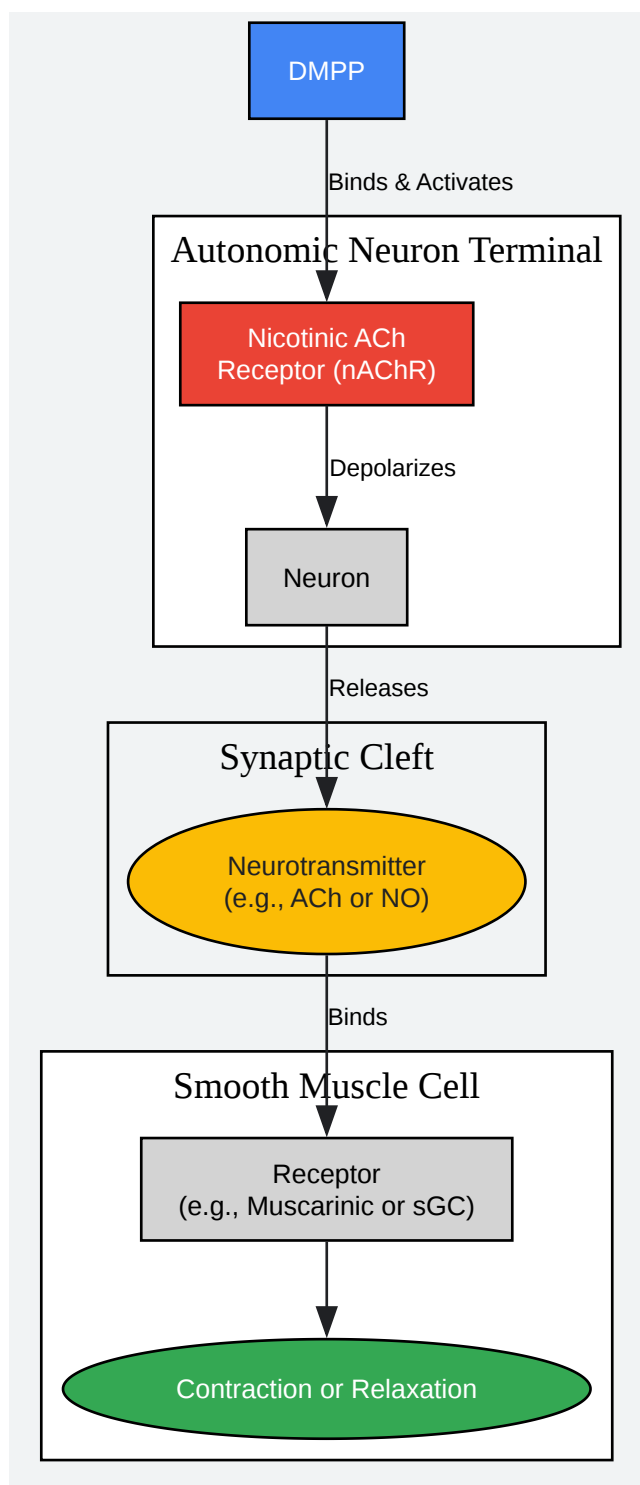 DMPP
Binds & Activates
Autonomic Neuron Terminal
Nicotinic ACh
Receptor (nAChR)
Depolarizes
Neuron
Releases
Synaptic Cleft
Neurotransmitter
(e.g., ACh or NO)
Binds
Smooth Muscle Cell
Receptor
(e.g., Muscarinic or sGC)
Contraction or Relaxation